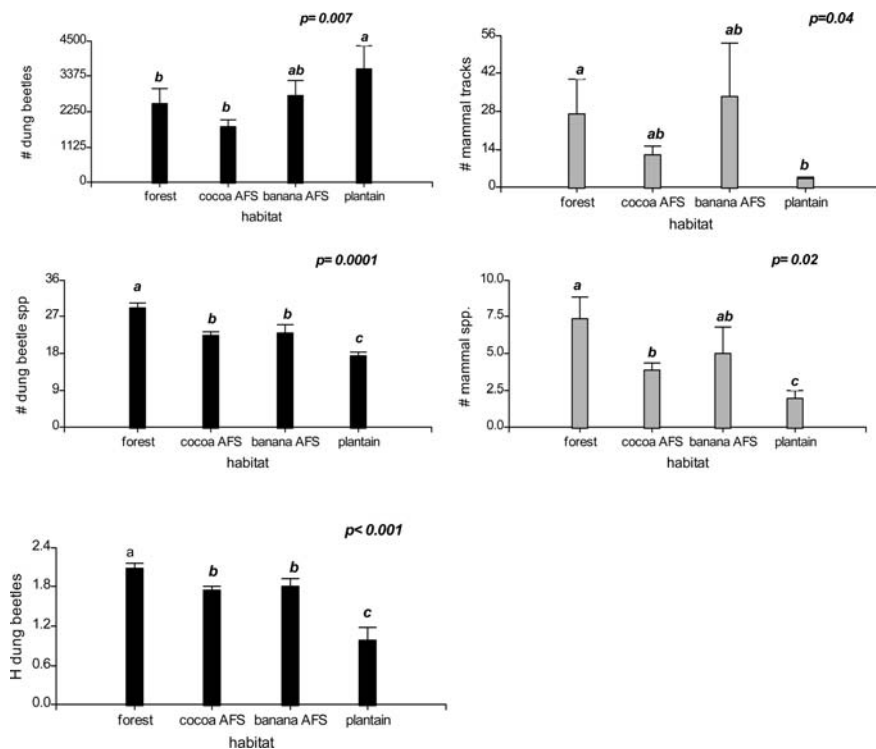 p= 0.007
# dung beetles
4500
3375
2250
1125
0
b
b
ab
a
forest cocoa AFS banana AFS plantain
habitat
p=0.04
# mammal tracks
56
42
28
14
0
a
ab
ab
b
forest cocoa AFS banana AFS plantain
habitat
p= 0.0001
# dung beetle spp
36
27
18
9
0
a
b
b
c
forest cocoa AFS banana AFS plantain
habitat
p= 0.02
# mammal spp.
10.0
7.5
5.0
2.5
0.0
a
b
ab
c
forest cocoa AFS banana AFS plantain
habitat
p< 0.001
H dung beetles
2.4
1.8
1.2
0.6
0.0
a
b
b
c
forest cocoa AFS banana AFS plantain
habitat